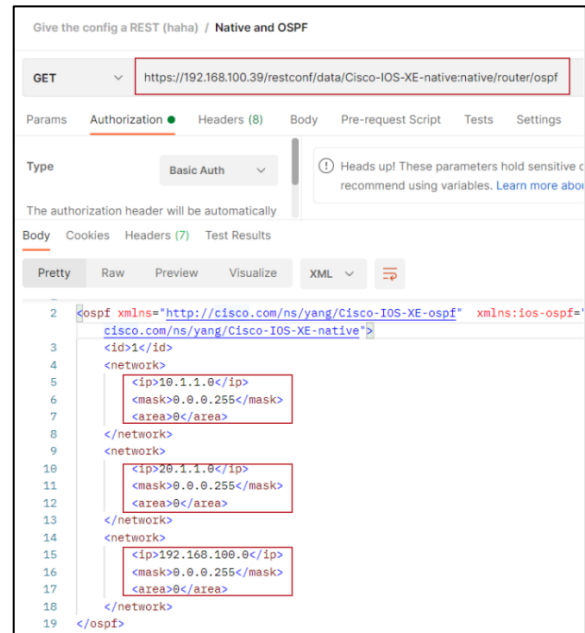 Give the config a REST (haha) / Native and OSPF
GET https://192.168.100.39/restconf/data/Cisco-IOS-XE-native:native/router/ospf
Params Authorization Headers (8) Body Pre-request Script Tests Settings
Type Basic Auth Heads up! These parameters hold sensitive
recommend using variables. Learn more
The authorization header will be automatically
Body Cookies Headers (7) Test Results
Pretty Raw Preview Visualize XML
2 <ospf xmlns="http://cisco.com/ns/yang/Cisco-IOS-XE-ospf" xmlns:ios-ospf="
cisco.com/ns/yang/Cisco-IOS-XE-native">
3 <id>1</id>
4 <network>
5 <ip>10.1.1.0</ip>
6 <mask>0.0.0.255</mask>
7 <area>0</area>
8 </network>
9 <network>
10 <ip>20.1.1.0</ip>
11 <mask>0.0.0.255</mask>
12 <area>0</area>
13 </network>
14 <network>
15 <ip>192.168.100.0</ip>
16 <mask>0.0.0.255</mask>
17 <area>0</area>
18 </network>
19 </ospf>